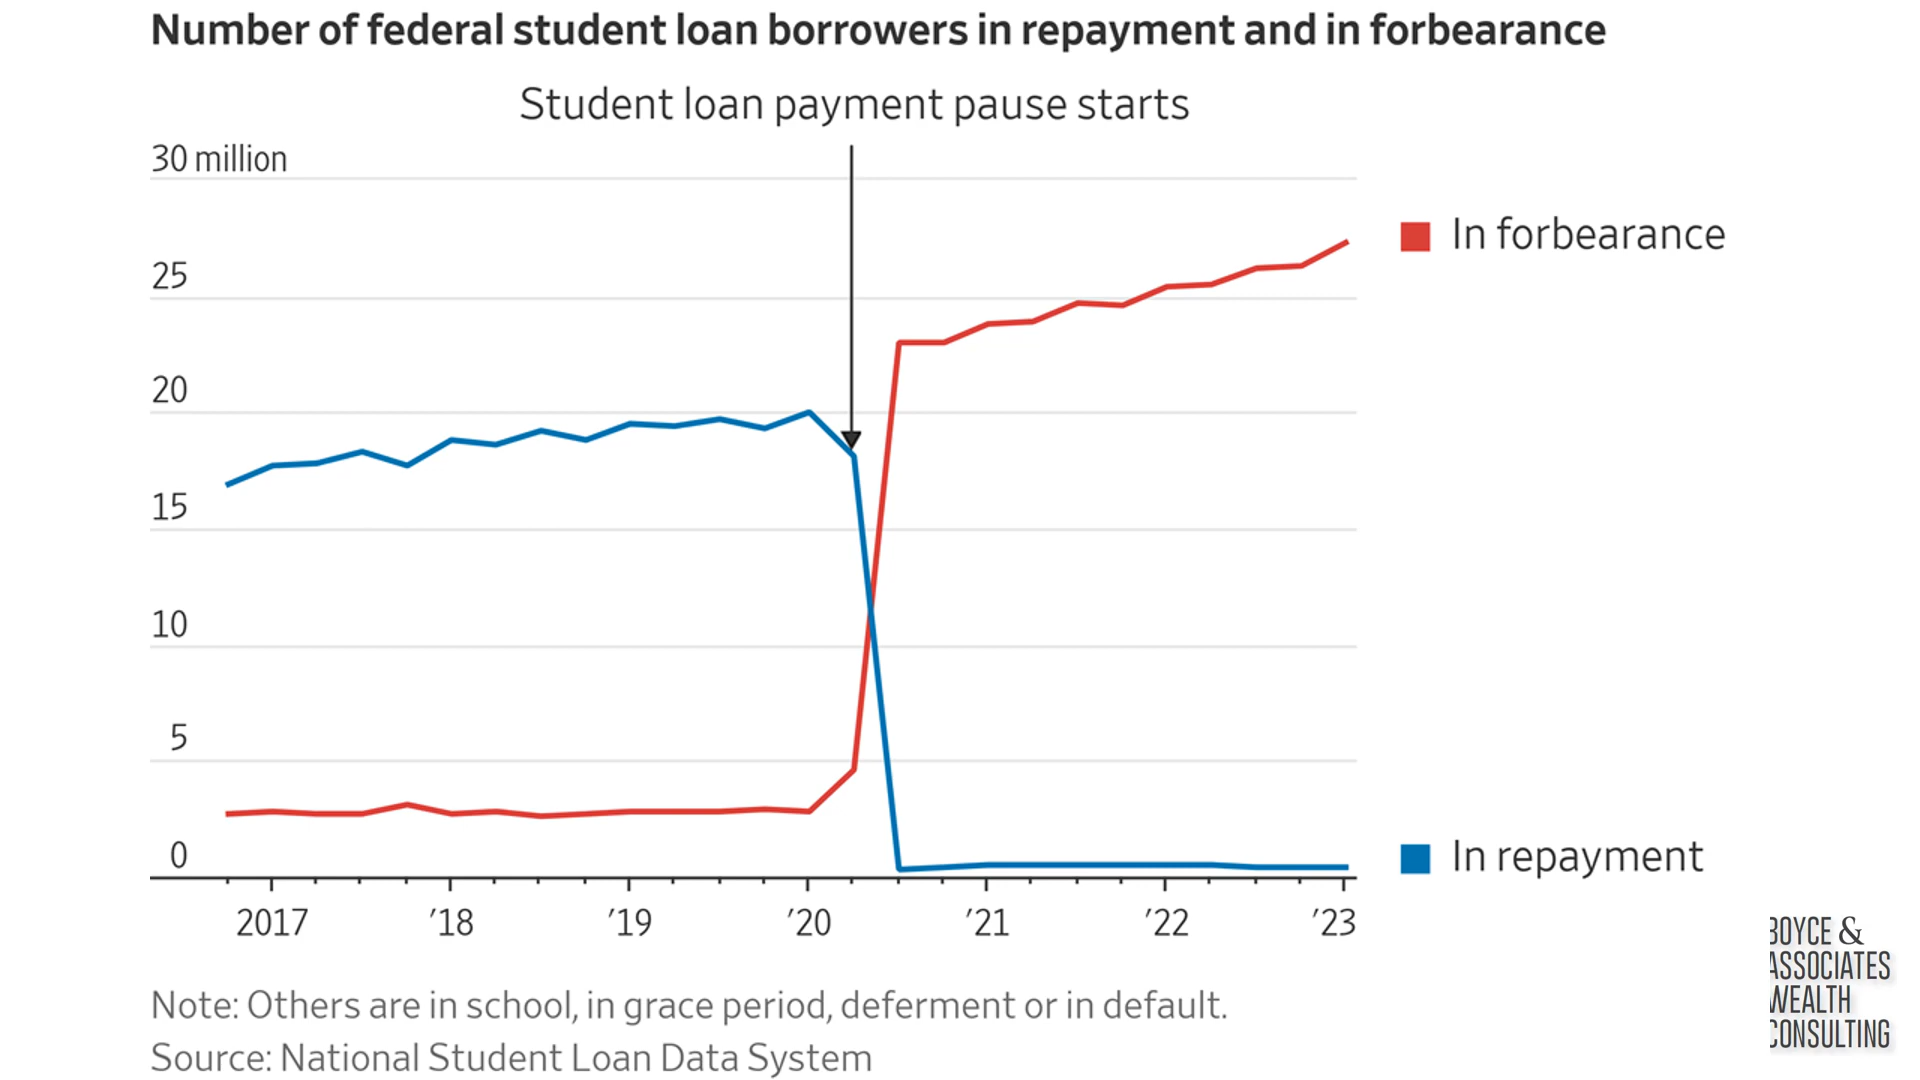 Number of federal student loan borrowers in repayment and in forbearance
Student loan payment pause starts
30 million
25
20
15
10
5
0
In forbearance
In repayment
2017 ’18 ’19 ’20 ’21 ’22 ’23
Note: Others are in school, in grace period, deferment or in default.
Source: National Student Loan Data System
BOYCE &
ASSOCIATES
WEALTH
CONSULTING